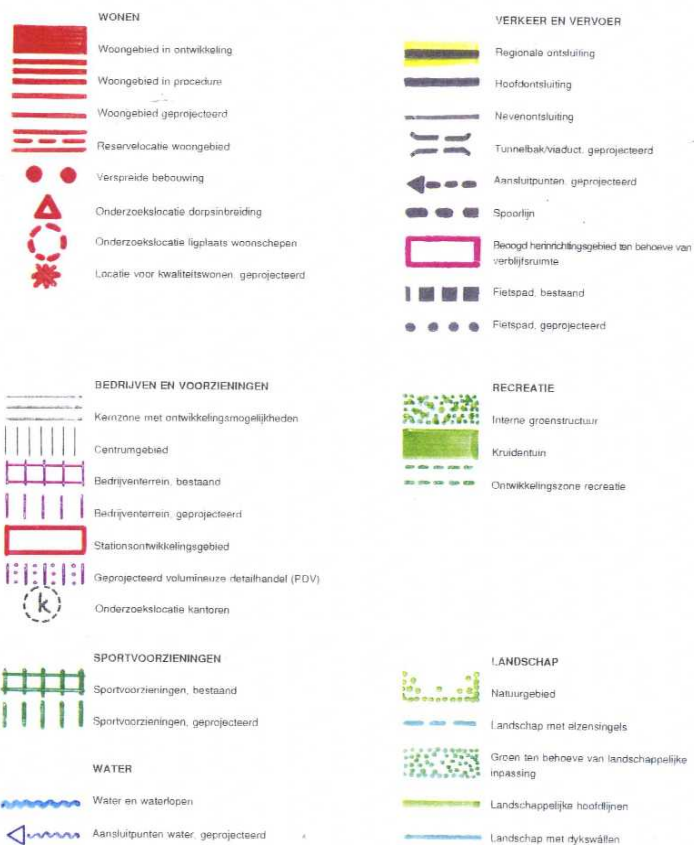 WONEN
Woongebied in ontwikkeling
Woongebied in procedure
Woongebied geprojecteerd
Reservelocatie woongebied
Verspreide bebouwing
Onderzoekslocatie dorpsinbreiding
Onderzoekslocatie ligplaats woonschepen
Locatie voor kwaliteitswonen, geprojecteerd
VERKEER EN VERVOER
Regionale ontsluiting
Hoofdontsluiting
Nevenontsluiting
Tunnelbak/viaduct, geprojecteerd
Aansluitpunten, geprojecteerd
Spoorlijn
Beoogd herinrichtingsgebied ten behoeve van
verblijfsruimte
Fietspad, bestaand
Fietspad, geprojecteerd
BEDRIJVEN EN VOORZIENINGEN
Kernzone met ontwikkelingsmogelijkheden
Centrumgebied
Bedrijventerrein, bestaand
Bedrijventerrein, geprojecteerd
Stationsontwikkelingsgebied
Geprojecteerd volumineuze detailhandel (PDV)
k
Onderzoekslocatie kantoren
RECREATIE
Interne groenstructuur
Kruidentuin
Ontwikkelingszone recreatie
SPORTVOORZIENINGEN
Sportvoorzieningen, bestaand
Sportvoorzieningen, geprojecteerd
WATER
Water en waterlopen
Aansluitpunten water, geprojecteerd
LANDSCHAP
Natuurgebied
Landschap met elzensingels
Groen ten behoeve van landschappelijke
inpassing
Landschappelijke hoofdlijnen
Landschap met dykswâllen